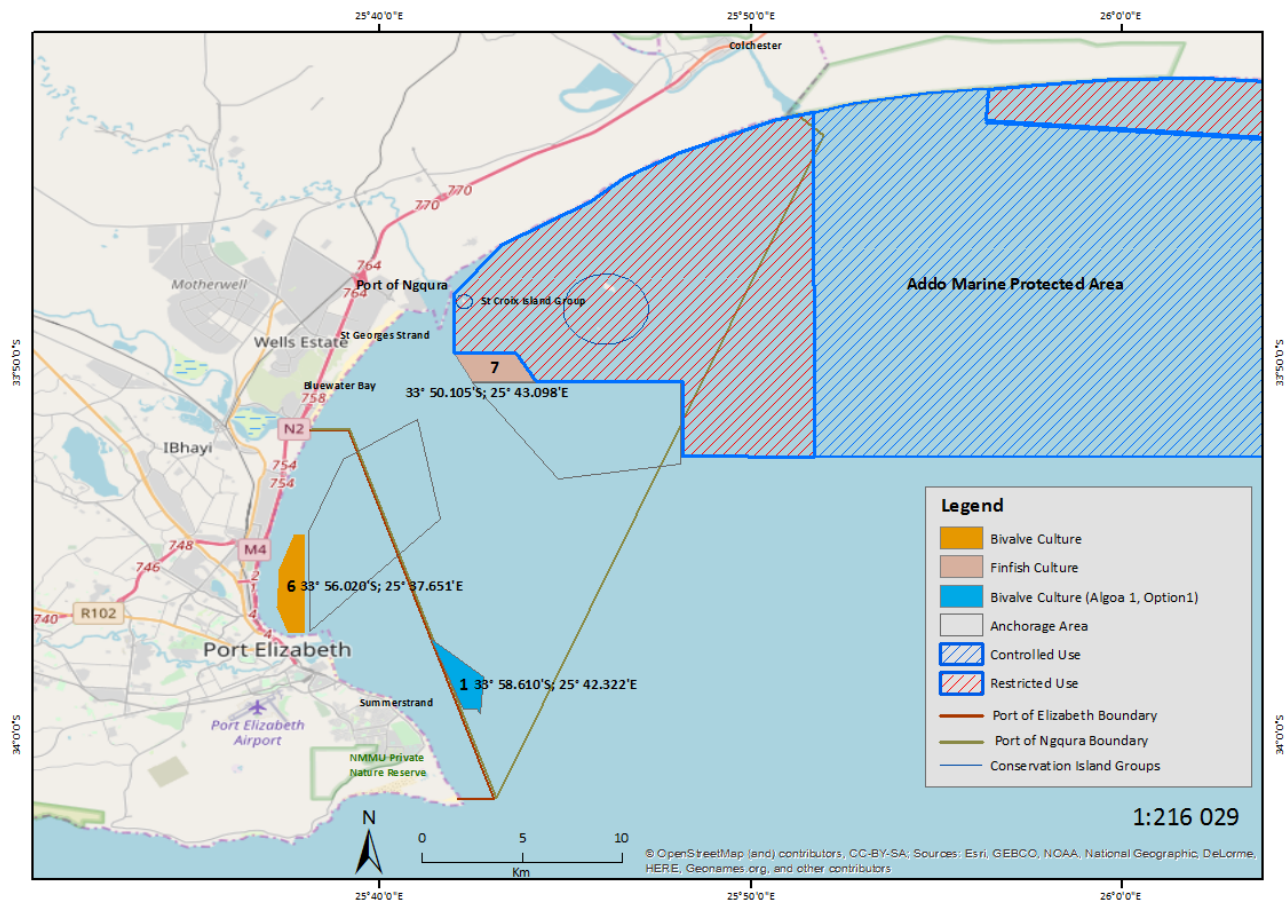 25°40'0"E
25°50'0"E
26°0'0"E
Colchester
770
770
764
764
Motherwell
Port of Ngqura
St Croix Island Group
Addo Marine Protected Area
St Georges Strand
Wells Estate
33°50'0"S
33°50'0"S
7
Bluewater Bay
33° 50.105'S; 25° 43.098'E
758
N2
IBhayi
754
754
748
M4
746
2
1
6
33° 56.020'S; 25° 37.651'E
740
R102
4
4
Port Elizabeth
1
33° 58.610'S; 25° 42.322'E
Summerstrand
Port Elizabeth
Airport
34°0'0"S
34°0'0"S
NMMU Private
Nature Reserve
Legend
Bivalve Culture
Finfish Culture
Bivalve Culture (Algoa 1, Option1)
Anchorage Area
Controlled Use
Restricted Use
Port of Elizabeth Boundary
Port of Ngqura Boundary
Conservation Island Groups
1:216 029
N
0
5
10
Km
© OpenStreetMap (and) contributors, CC-BY-SA; Sources: Esri, GEBCO, NOAA, National Geographic, DeLorme,
HERE, Geonames.org, and other contributors
25°40'0"E
25°50'0"E
26°0'0"E